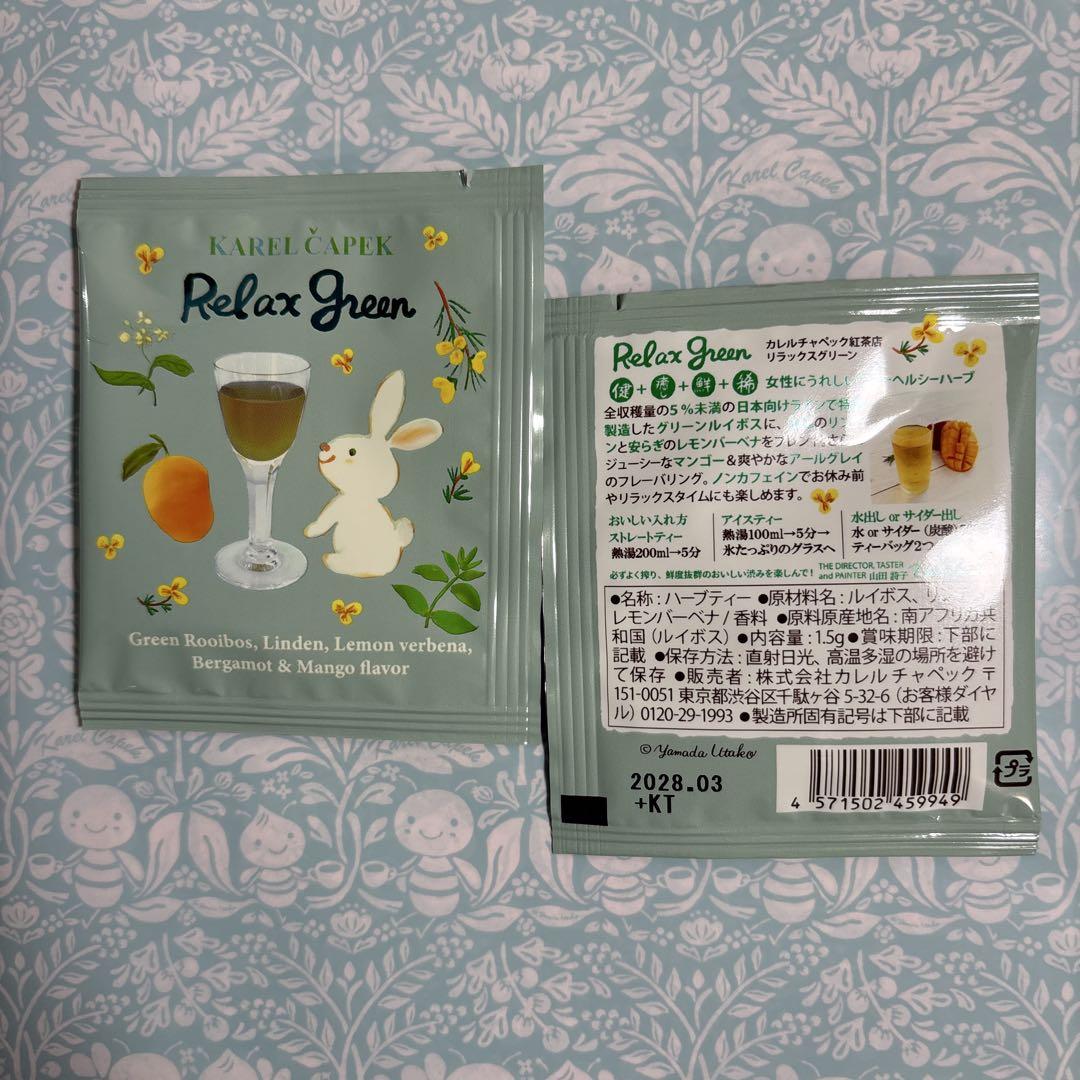 KAREL ČAPEK
Relax green
Green Rooibos, Linden, Lemon verbena,
Bergamot & Mango flavor
Relax green
カレルチャペック紅茶店
リラックスグリーン
健+癒し+鮮+稀 女性にうれしい ヘルシーハーブ
全収穫量の5%未満の日本向けラインで特
製造したグリーンルイボスに、 のリン
ンと安らぎのレモンバーベナをブレンド。さら
ジューシーなマンゴー&爽やかなアールグレイ
のフレーバリング。ノンカフェインでお休み前
やリラックスタイムにも楽しめます。
おいしい入れ方
ストレートティー
熱湯200ml→5分
アイスティー
熱湯100ml→5分→
氷たっぷりのグラスへ
水出し or サイダー出し
水 or サイダー(炭酸)
ティーバッグ2つ
必ずよく搾り、鮮度抜群のおいしい渋みを楽しんで!
THE DIRECTOR, TASTER
and PAINTER 山田 詩子
●名称:ハーブティー ●原材料名:ルイボス、リ
レモンバーベナ/香料 ●原料原産地名:南アフリカ共
和国(ルイボス) ●内容量:1.5g ●賞味期限:下部に
記載 ●保存方法:直射日光、高温多湿の場所を避け
て保存 ●販売者:株式会社カレルチャペック 〒
151-0051 東京都渋谷区千駄ヶ谷 5-32-6 (お客様ダイヤ
ル) 0120-29-1993 ●製造所固有記号は下部に記載
© Yamada Utako
2028.03
+KT
4 571502 459949
プラ
Karel Capek